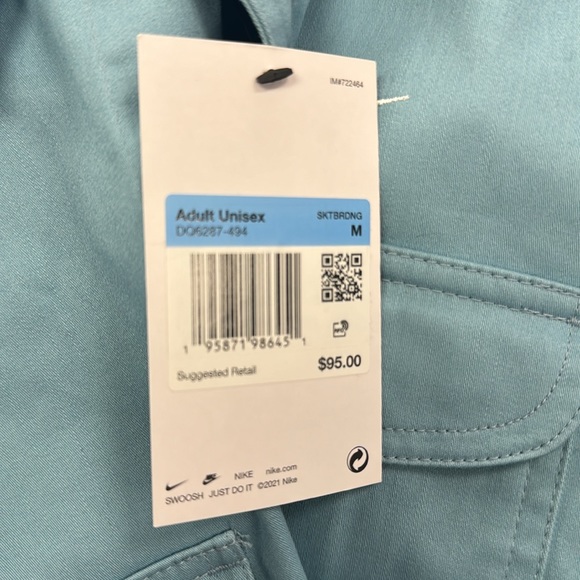 IM#722464
Adult Unisex SKTBRDNG
DQ6287-494 M
1 95871 98645 1
Suggested Retail $95.00
NIKE nike.com
SWOOSH JUST DO IT ©2021 Nike